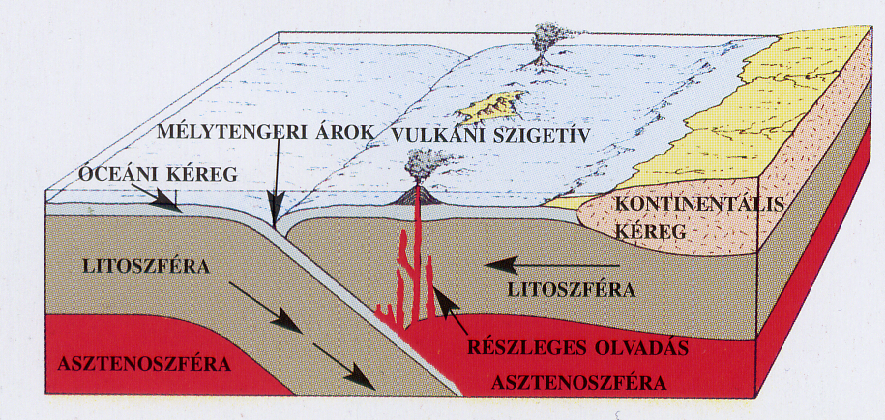 MÉLYTENGERI ÁROK
VULKÁNI SZIGETÍV
ÓCEÁNI KÉREG
KONTINENTÁLIS
KÉREG
LITOSZFÉRA
LITOSZFÉRA
RÉSZLEGES OLVADÁS
ASZTENOSZFÉRA
ASZTENOSZFÉRA